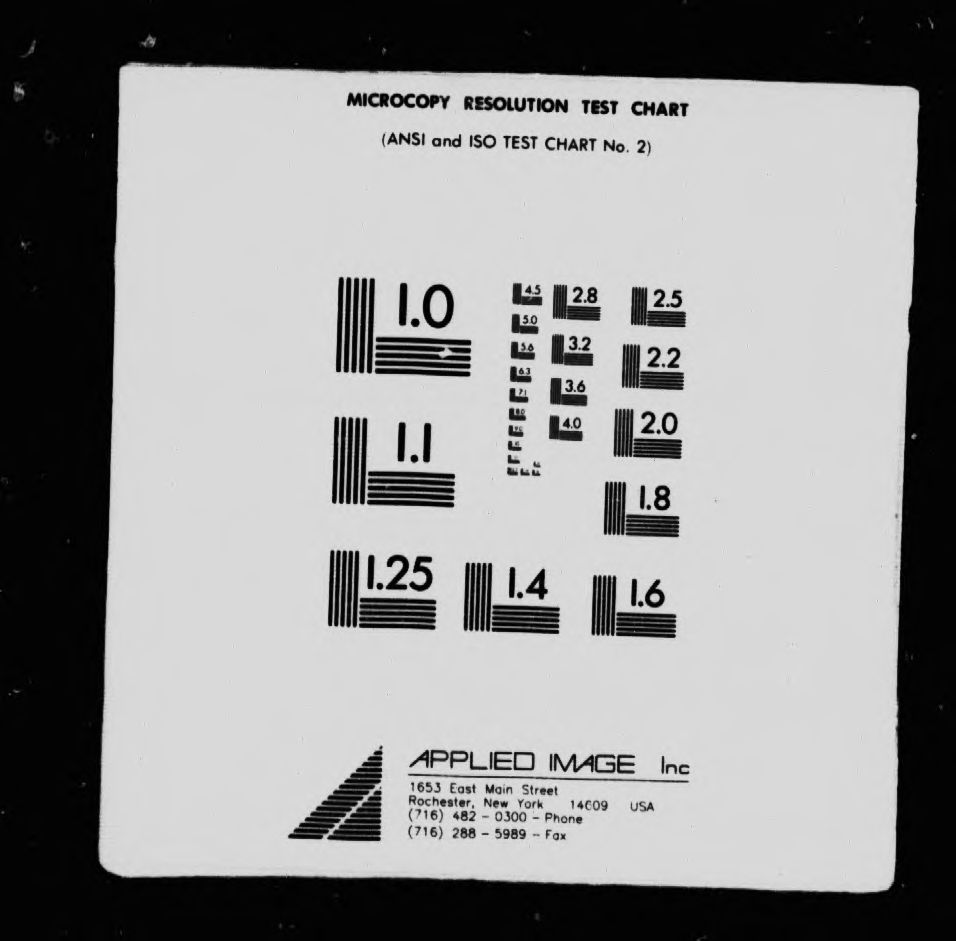 MICROCOPY RESOLUTION TEST CHART
(ANSI and ISO TEST CHART No. 2)
1.0
1.1
1.25
1.4
1.6
1.8
2.0
2.2
2.5
2.8
3.2
3.6
4.0
4.5
5.0
5.6
6.3
7.1
8.0
APPLIED IMAGE Inc
1653 East Main Street
Rochester, New York 14609 USA
(716) 482 - 0300 - Phone
(716) 288 - 5989 - Fax